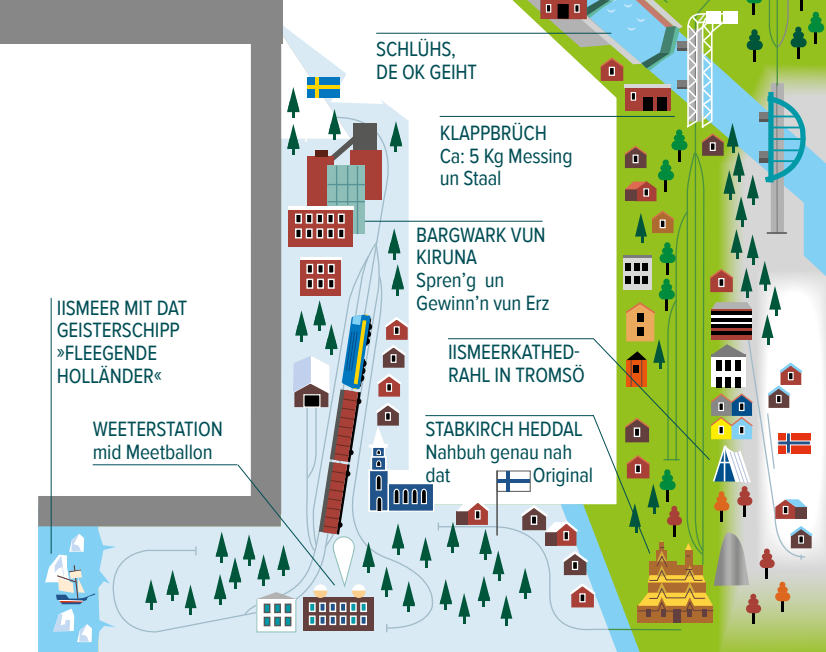 SCHLÜHS,
DE OK GEIHT
KLAPPBRÜCH
Ca: 5 Kg Messing
un Staal
BARGWARK VUN
KIRUNA
Spren'g un
Gewinn'n vun Erz
IISMEER MIT DAT
GEISTERSCHIPP
»FLEEGENDE
HOLLÄNDER«
IISMEERKATHED-
RAHL IN TROMSÖ
WEETERSTATION
mid Meetballon
STABKIRCH HEDDAL
Nahbuh genau nah
dat Original